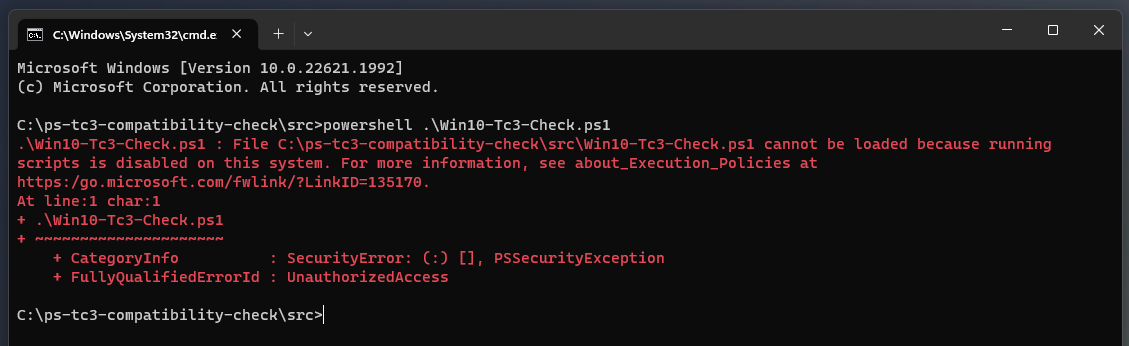 C:\Windows\System32\cmd.e
Microsoft Windows [Version 10.0.22621.1992]
(c) Microsoft Corporation. All rights reserved.
C:\ps-tc3-compatibility-check\src>powershell .\Win10-Tc3-Check.ps1
.\Win10-Tc3-Check.ps1 : File C:\ps-tc3-compatibility-check\src\Win10-Tc3-Check.ps1 cannot be loaded because running
scripts is disabled on this system. For more information, see about_Execution_Policies at
https:/go.microsoft.com/fwlink/?LinkID=135170.
At line:1 char:1
+ .\Win10-Tc3-Check.ps1
+ ~~~~~~~~~~~~~~~~~~~~~
    + CategoryInfo          : SecurityError: (:) [], PSSecurityException
    + FullyQualifiedErrorId : UnauthorizedAccess
C:\ps-tc3-compatibility-check\src>